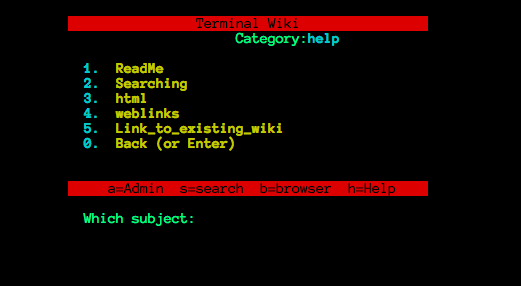 Terminal Wiki
Category:help
1. ReadMe
2. Searching
3. html
4. weblinks
5. Link_to_existing_wiki
0. Back (or Enter)
a=Admin s=search b=browser h=Help
Which subject: